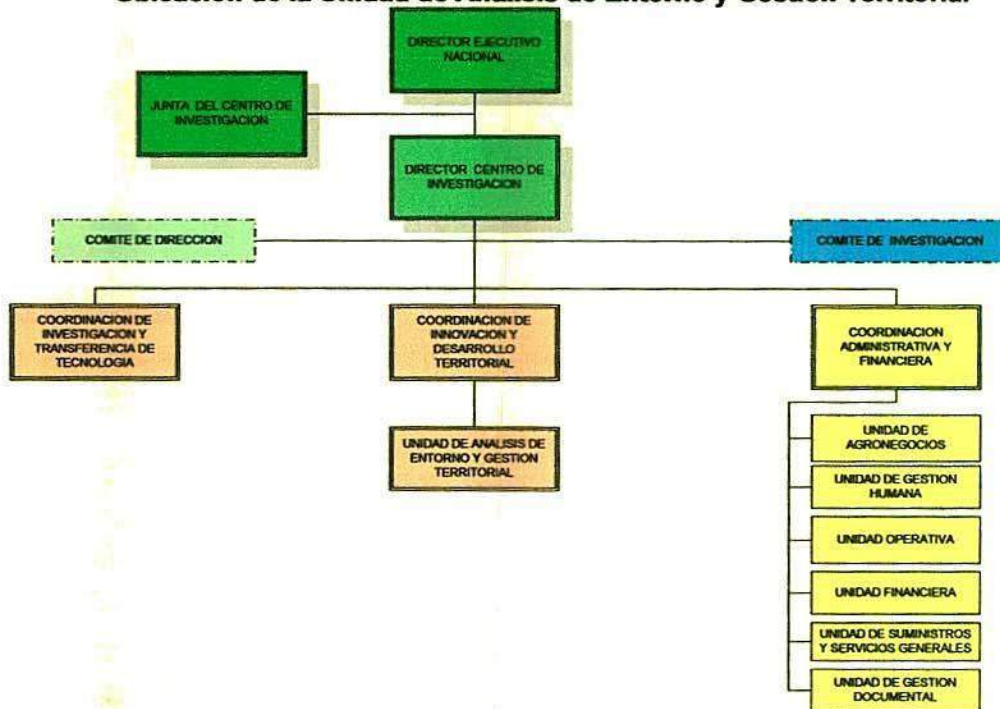 Ubicación de la Unidad de Análisis de Entorno y Gestión Territorial
DIRECTOR EJECUTIVO
NACIONAL
JUNTA DEL CENTRO DE
INVESTIGACION
DIRECTOR CENTRO DE
INVESTIGACION
COMITE DE DIRECCION
COMITE DE INVESTIGACION
COORDINACION DE
INVESTIGACION Y
TRANSFERENCIA DE
TECNOLOGIA
COORDINACION DE
INNOVACION Y
DESARROLLO
TERRITORIAL
COORDINACION
ADMINISTRATIVA Y
FINANCIERA
UNIDAD DE ANALISIS DE
ENTORNO Y GESTION
TERRITORIAL
UNIDAD DE
AGRONEGOCIOS
UNIDAD DE GESTION
HUMANA
UNIDAD OPERATIVA
UNIDAD FINANCIERA
UNIDAD DE SUMINISTROS
Y SERVICIOS GENERALES
UNIDAD DE GESTION
DOCUMENTAL